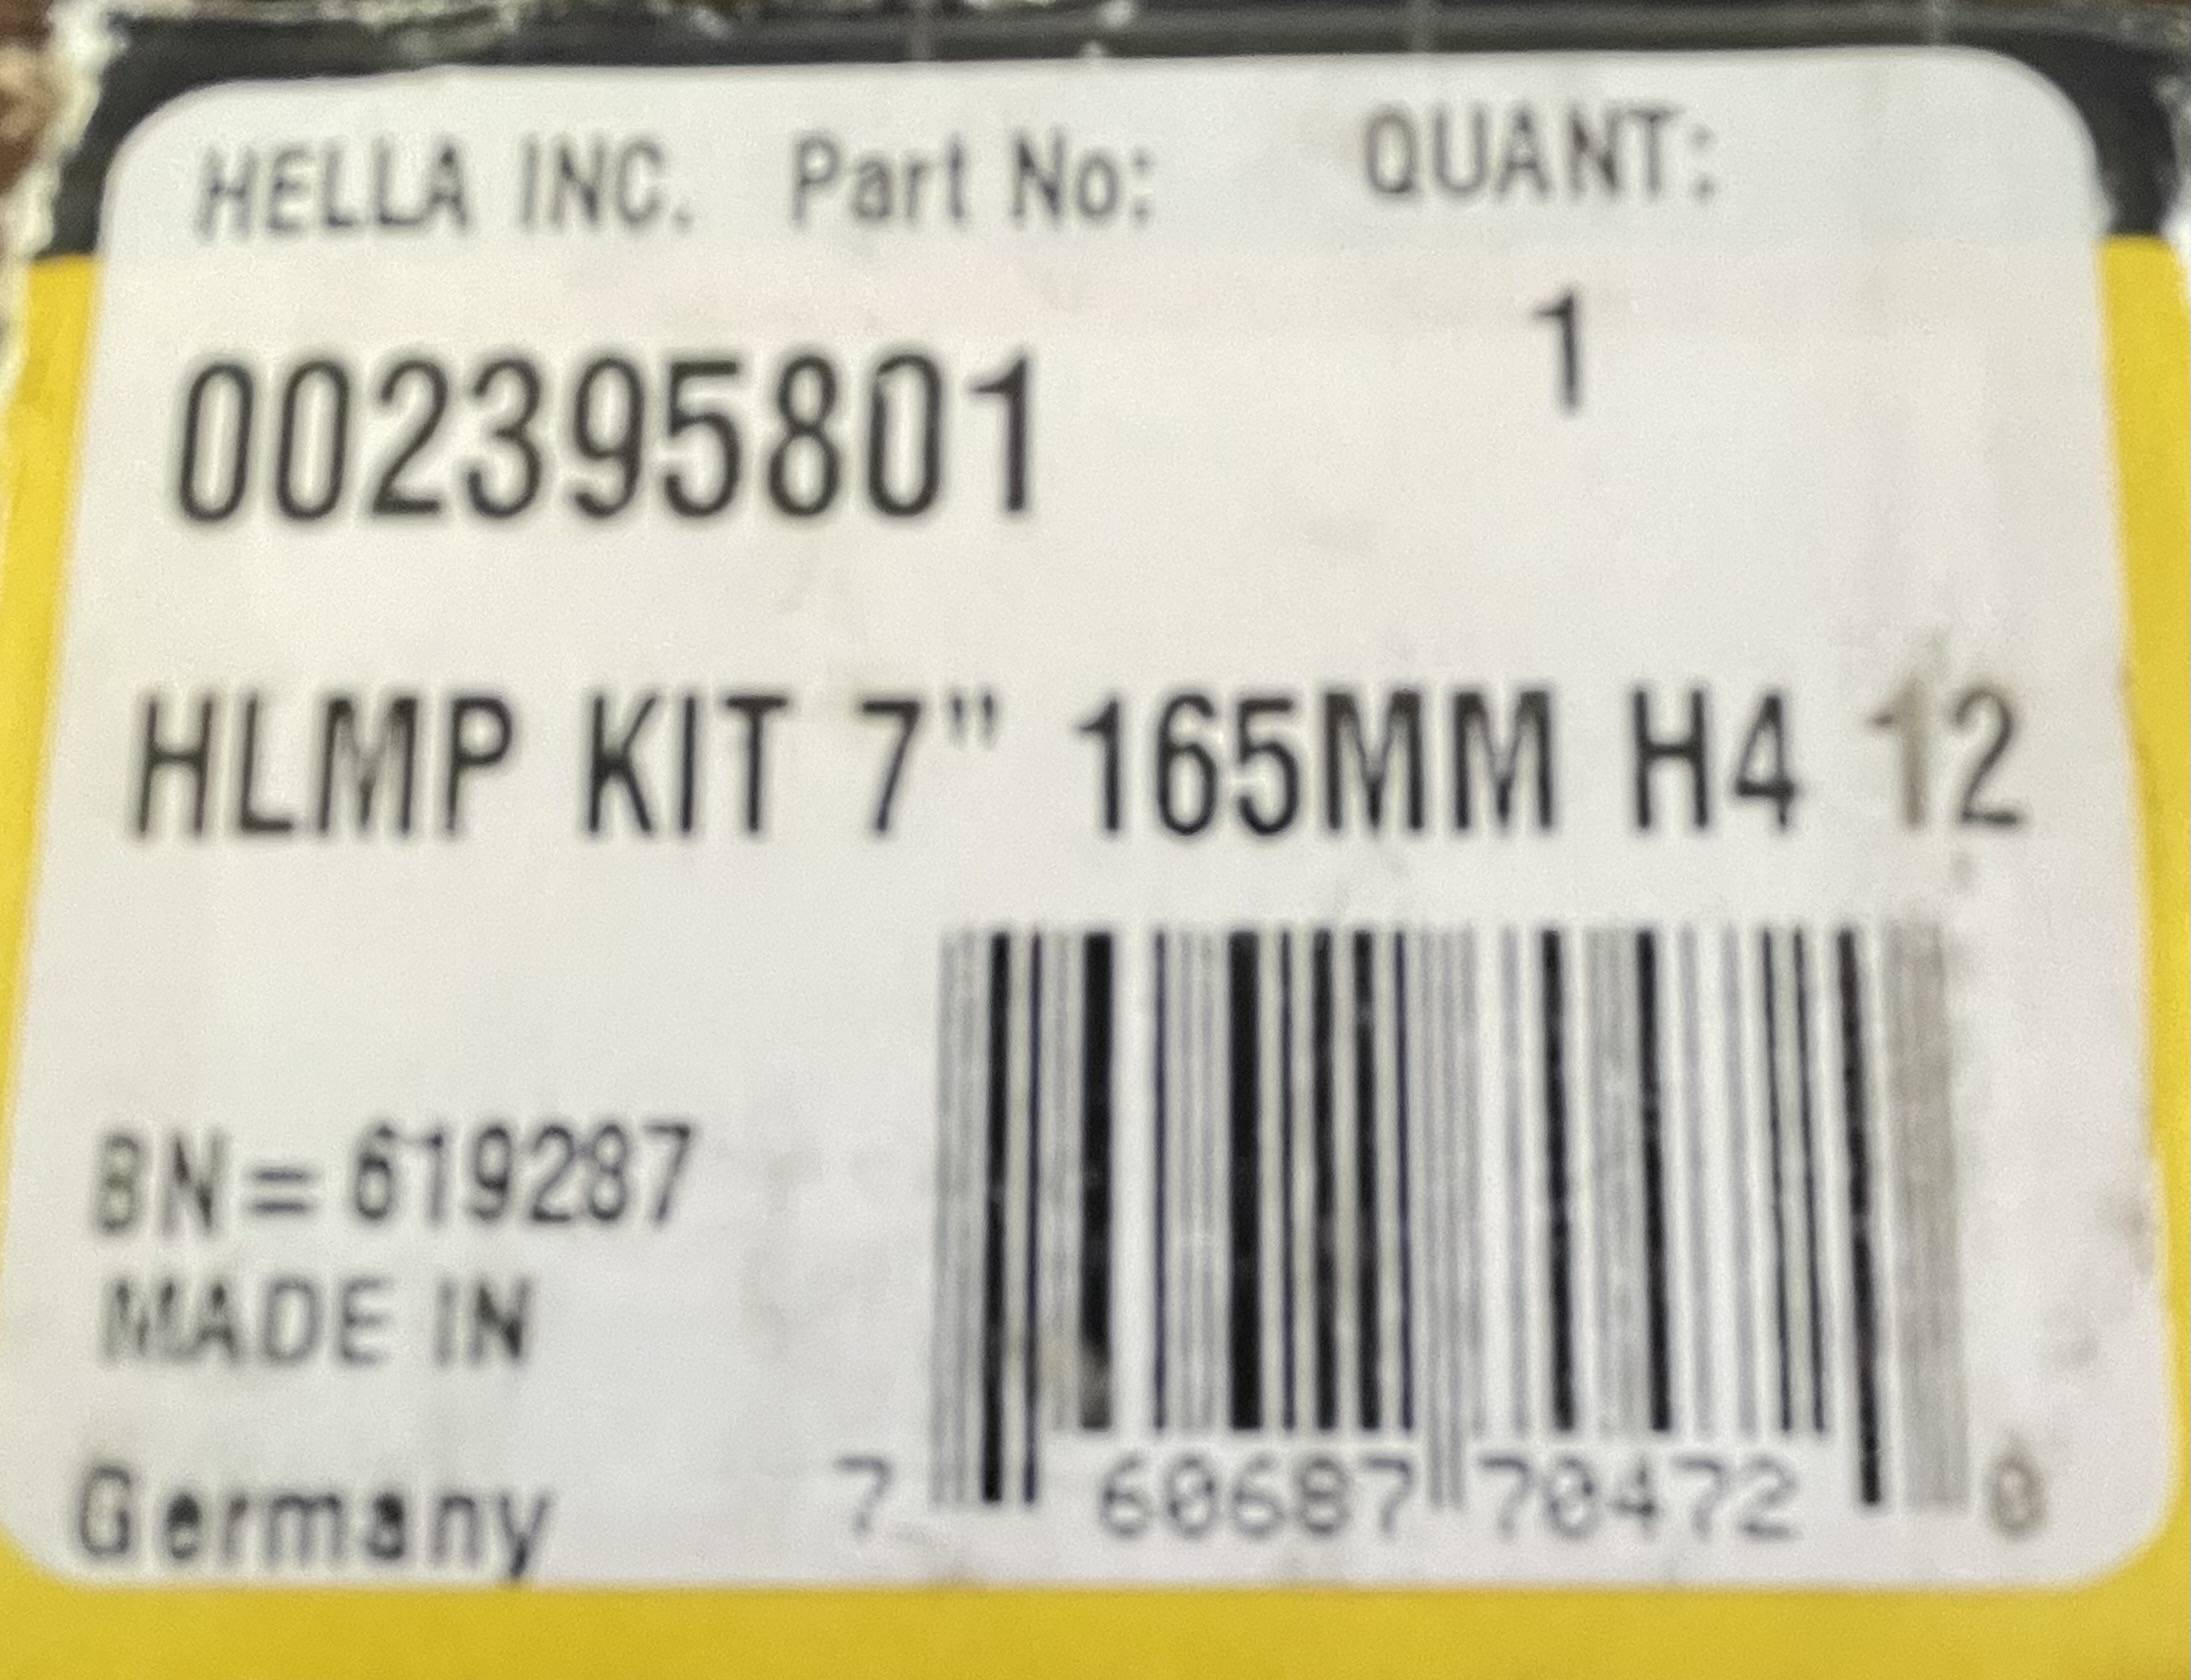 HELLA INC. Part No: QUANT:
002395801 1
HLMP KIT 7" 165MM H4 12
BN=619287
MADE IN
Germany
7 60687 70472 0